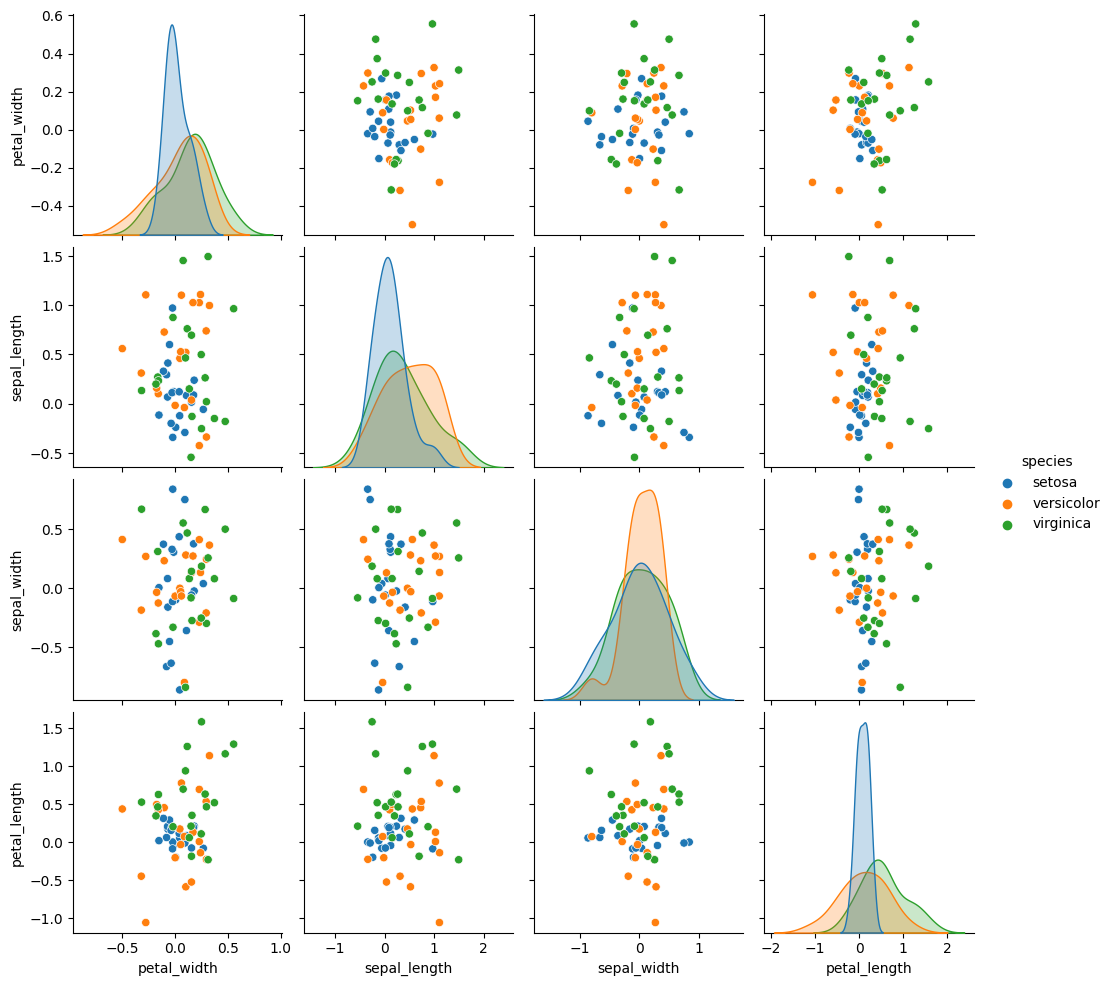 petal_width
0.6
0.4
0.2
0.0
−0.2
−0.4
sepal_length
1.5
1.0
0.5
0.0
−0.5
species
setosa
versicolor
virginica
sepal_width
0.5
0.0
−0.5
petal_length
1.5
1.0
0.5
0.0
−0.5
−1.0
−0.5 0.0 0.5 1.0
−1 0 1 2
−1 0 1
−2 −1 0 1 2
petal_width sepal_length sepal_width petal_length